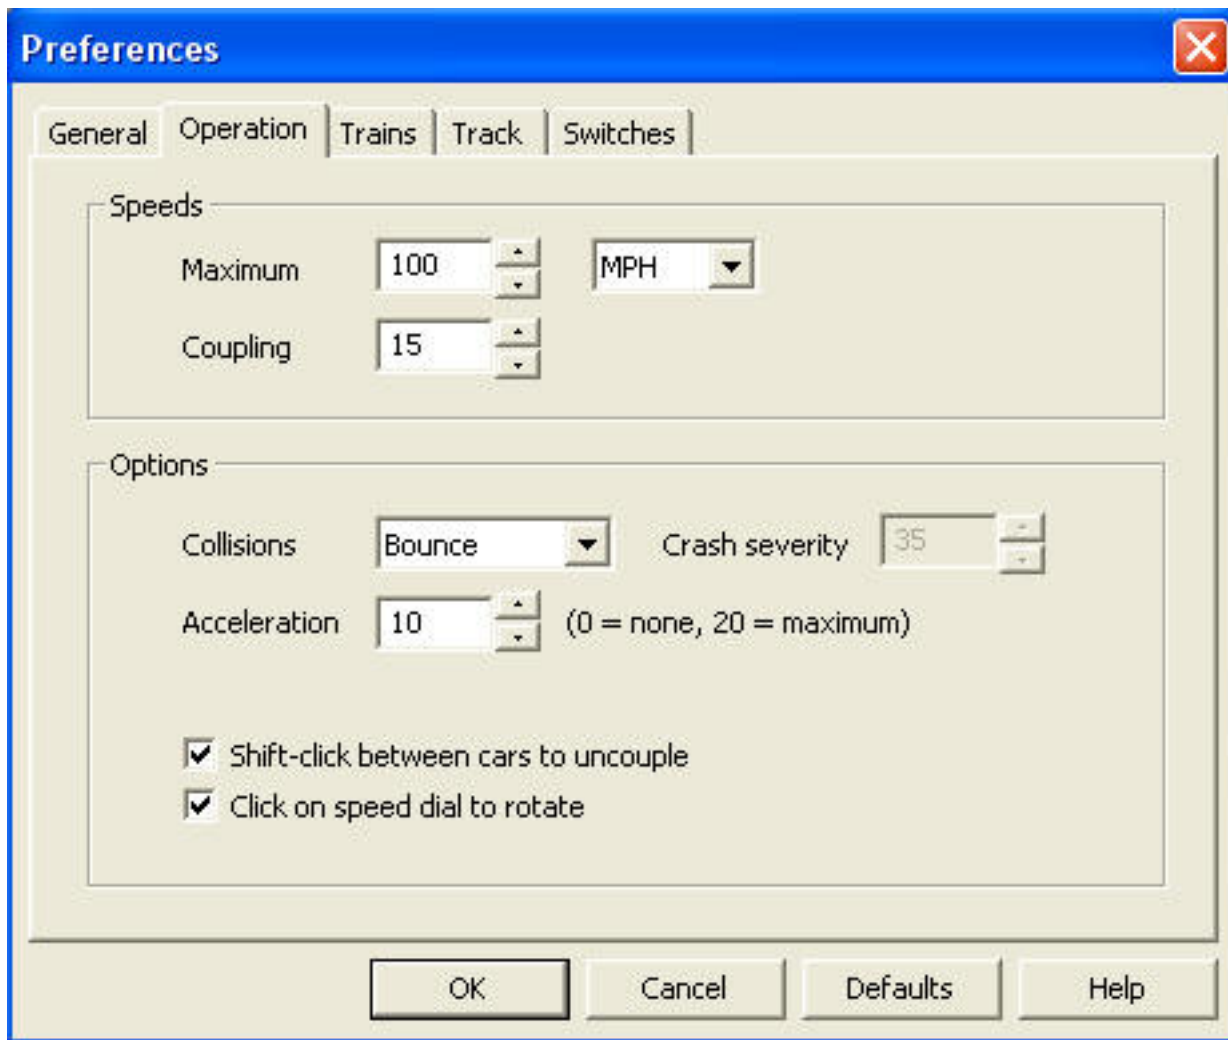 Preferences
General Operation Trains Track Switches
Speeds
Maximum 100 MPH
Coupling 15
Options
Collisions Bounce Crash severity 35
Acceleration 10 (0 = none, 20 = maximum)
Shift-click between cars to uncouple
Click on speed dial to rotate
OK Cancel Defaults Help